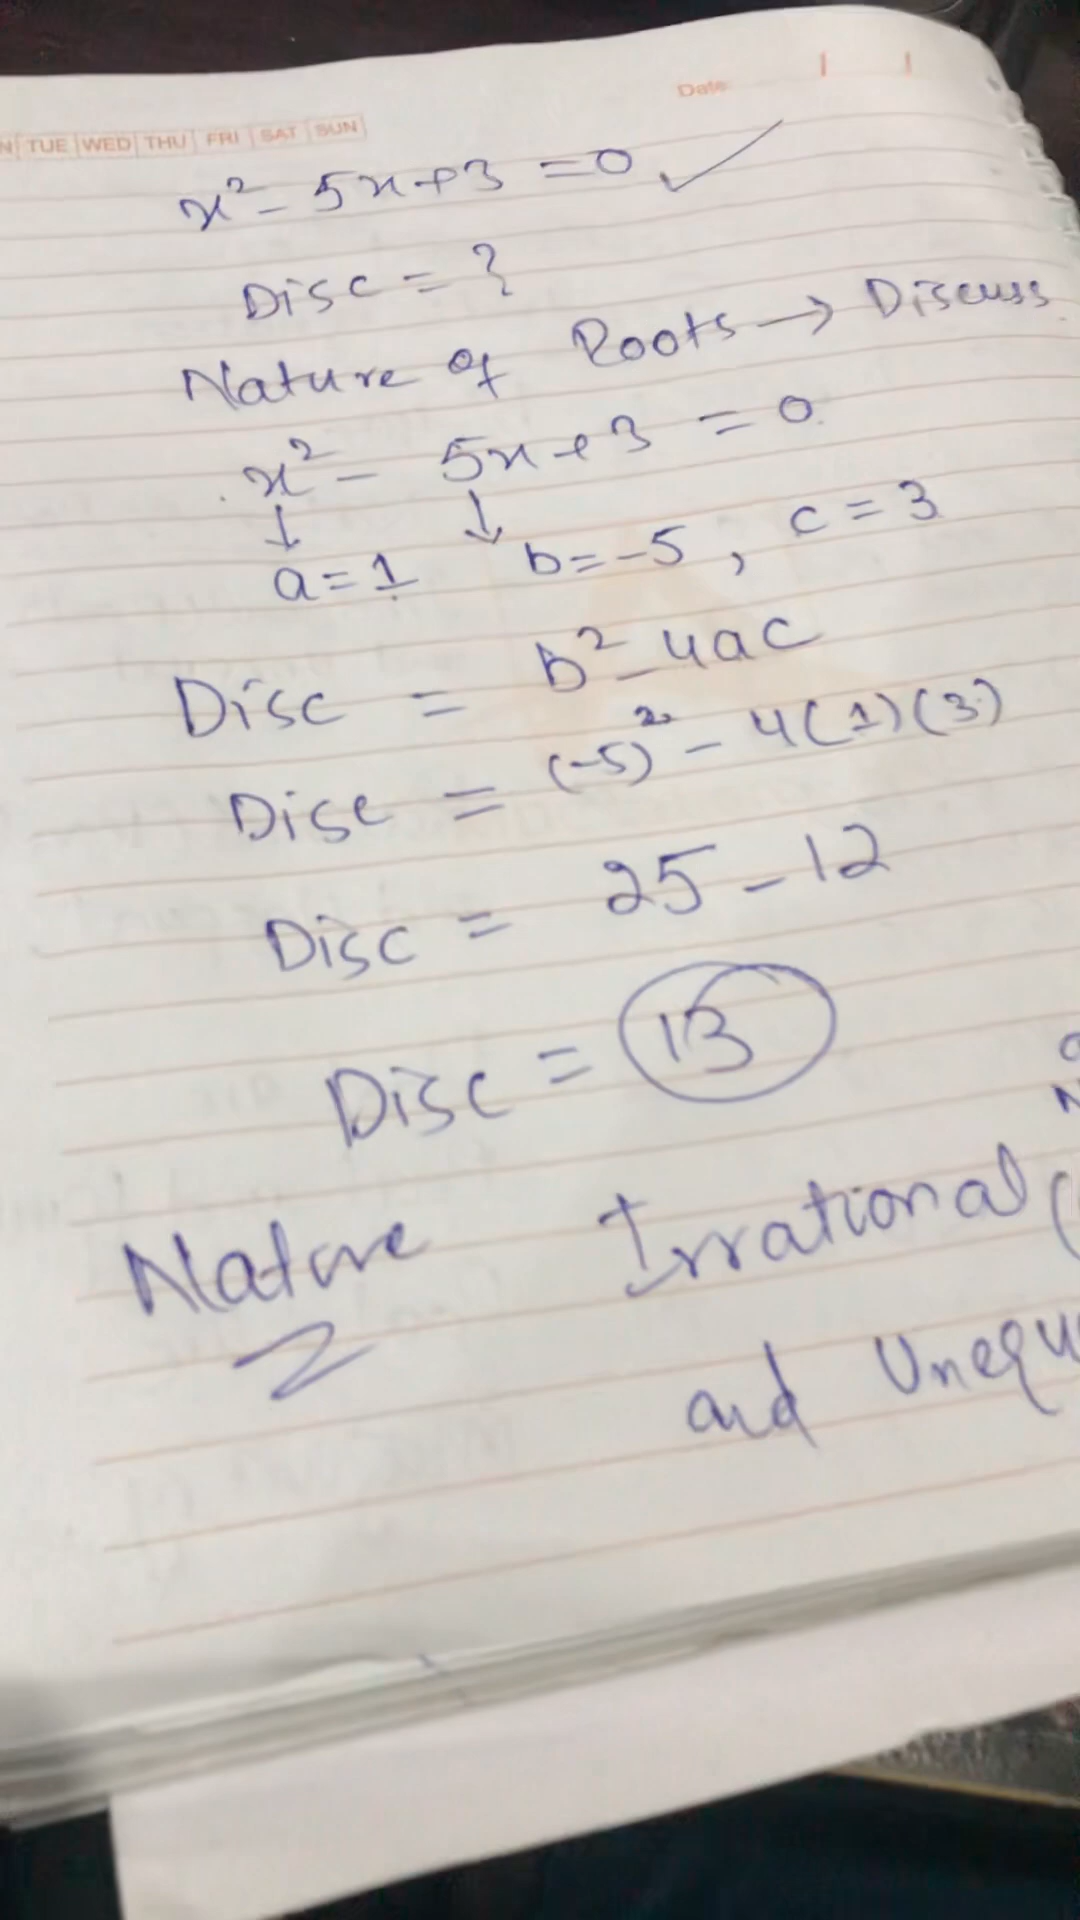 Date
N TUE WED THU FRI SAT SUN
x² - 5x+3 = 0 ✓
Disc = ?
Nature of Roots → Discuss
x² - 5x+3 = 0
↓ ↓
a = 1 b = -5 , c = 3
Disc = b² - 4ac
Disc = (-5)² - 4(1)(3)
Disc = 25 - 12
Disc = 13
Nature Irrational (
and Unequ